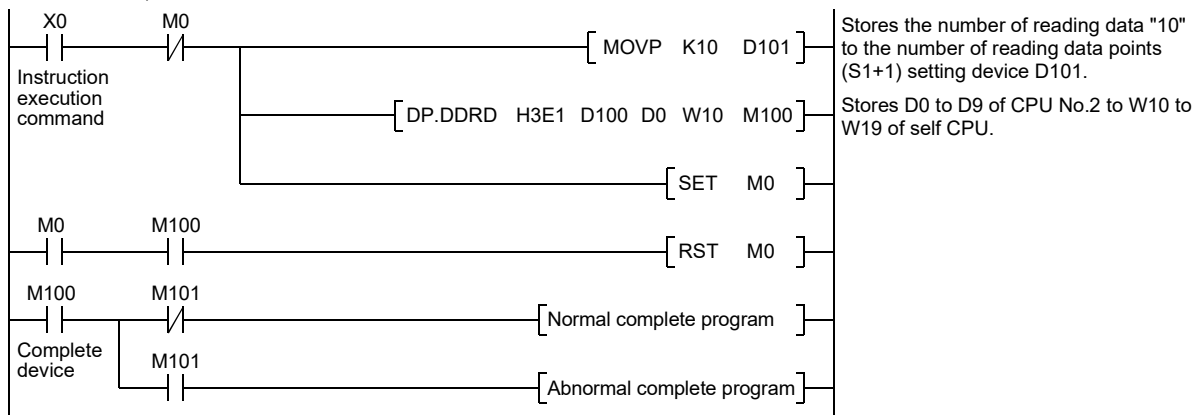 X0 M0
MOVP K10 D101
Stores the number of reading data "10"
to the number of reading data points
(S1+1) setting device D101.
Instruction
execution
command
DP.DDRD H3E1 D100 D0 W10 M100
Stores D0 to D9 of CPU No.2 to W10 to
W19 of self CPU.
SET M0
M0 M100
RST M0
M100 M101
Normal complete program
Complete
device
M101
Abnormal complete program